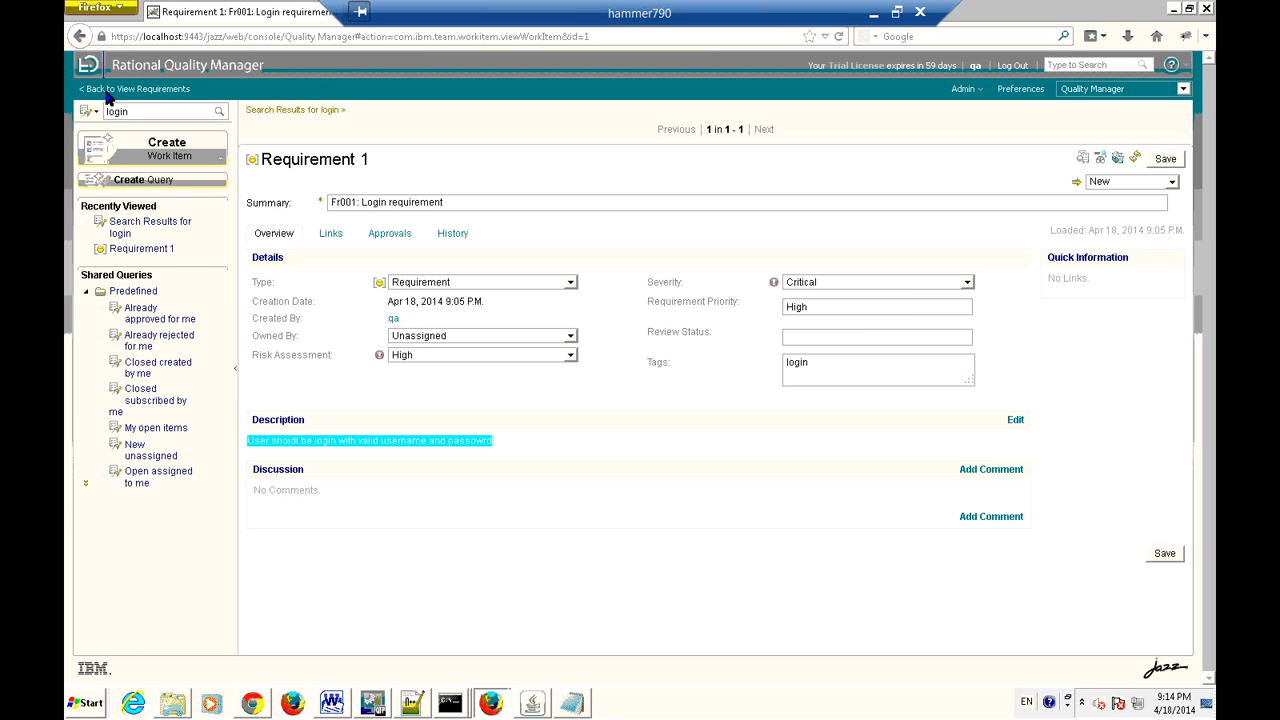 Firefox
Requirement 1: Fr001: Login requiremen
hammer790
https://localhost:9443/jazz/web/console/Quality Manager#action=com.ibm.team.workitem.viewWorkItem&id=1
Google
Rational Quality Manager
Your Trial License expires in 59 days
qa
Log Out
Type to Search
< Back to View Requirements
Admin
Preferences
Quality Manager
login
Search Results for login »
Previous
1 in 1 - 1
Next
Create
Work Item
Requirement 1
Save
Create Query
New
Summary:
* Fr001: Login requirement
Recently Viewed
Search Results for
login
Requirement 1
Overview
Links
Approvals
History
Loaded: Apr 18, 2014 9:05 P.M.
Details
Quick Information
No Links.
Type:
Requirement
Creation Date:
Apr 18, 2014 9:05 P.M.
Created By:
qa
Owned By:
Unassigned
Risk Assessment:
High
Severity:
Critical
Requirement Priority:
High
Review Status:
Tags:
login
Shared Queries
Predefined
Already
approved for me
Already rejected
for me
Closed created
by me
Closed
subscribed by
me
My open items
New
unassigned
Open assigned
to me
Description
Edit
User shoidl be login with valid username and passowrd
Discussion
Add Comment
No Comments.
Add Comment
Save
IBM.
jazz
Start
EN
9:14 PM
4/18/2014